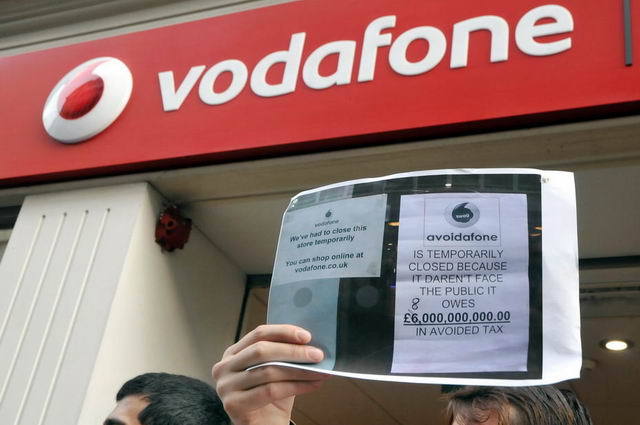 vodafone
vodafone
We've had to close this
store temporarily
You can shop online at
vodafone.co.uk
avoidafone
IS TEMPORARILY
CLOSED BECAUSE
IT DAREN'T FACE
THE PUBLIC IT
OWES
£6,000,000,000.00
IN AVOIDED TAX